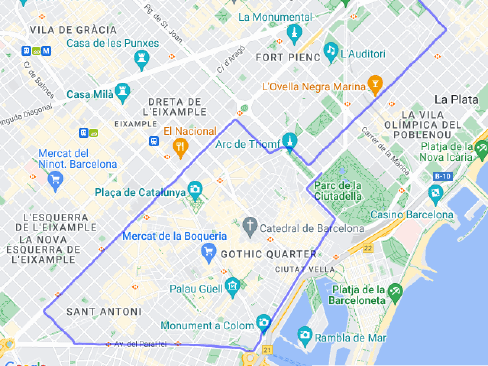 VILA DE GRÀCIA
La Monumental
Pg. de St. Joan
Casa de les Punxes
L'Auditori
FORT PIENC
C/ d'Aragó
C/ de Balmes
Casa Milà
L'Ovella Negra Marina
La Plata
DRETA DE
L'EIXAMPLE
Avinguda Diagonal
EIXAMPLE
LA VILA
OLÍMPICA DEL
POBLENOU
El Nacional
Arc de Triomf
Carrer de la Marina
Mercat del
Ninot. Barcelona
Platja de la
Nova Icària
B-10
Plaça de Catalunya
Parc de la
Ciutadella
L'ESQUERRA
DE L'EIXAMPLE
Casino Barcelona
LA NOVA
ESQUERRA DE
L'EIXAMPLE
Catedral de Barcelona
Mercat de la Boqueria
22
GOTHIC QUARTER
CIUTAT VELLA
Palau Güell
Platja de la
Barceloneta
SANT ANTONI
Monument a Colom
Rambla de Mar
Av. del Paral·lel
21
Google